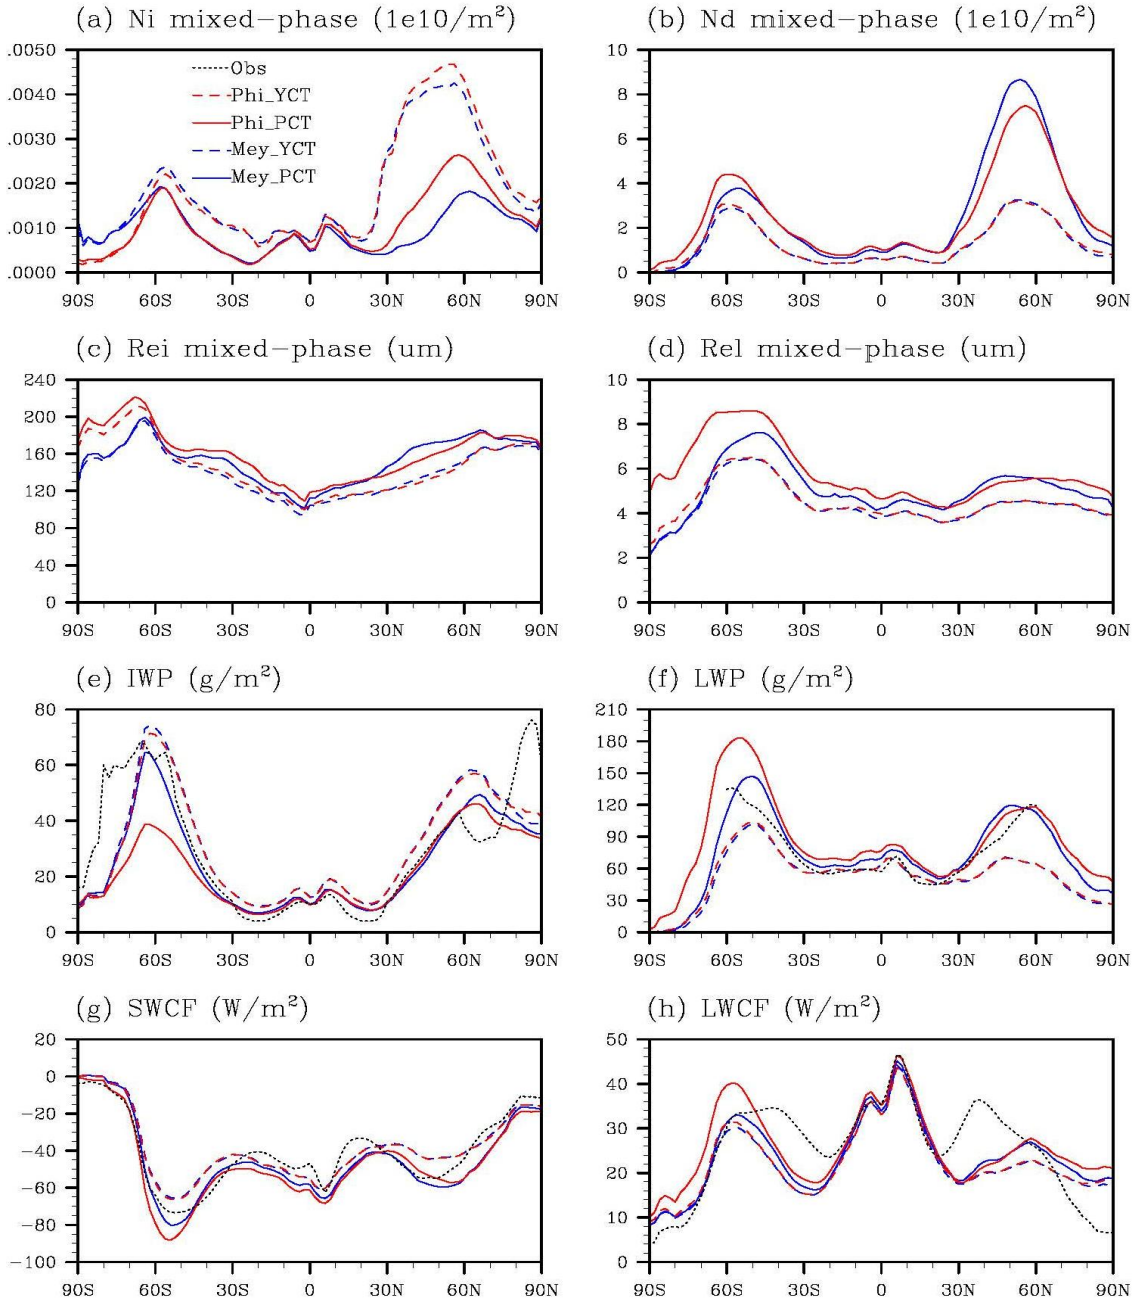 (a) Ni mixed−phase (1e10/m²)
(b) Nd mixed−phase (1e10/m²)
.0050
.0040
.0030
.0020
.0010
.0000
Obs
Phi_YCT
Phi_PCT
Mey_YCT
Mey_PCT
90S 60S 30S 0 30N 60N 90N
10
8
6
4
2
0
90S 60S 30S 0 30N 60N 90N
(c) Rei mixed−phase (um)
(d) Rel mixed−phase (um)
240
200
160
120
80
40
0
90S 60S 30S 0 30N 60N 90N
10
8
6
4
2
0
90S 60S 30S 0 30N 60N 90N
(e) IWP (g/m²)
(f) LWP (g/m²)
80
60
40
20
0
90S 60S 30S 0 30N 60N 90N
210
180
150
120
90
60
30
0
90S 60S 30S 0 30N 60N 90N
(g) SWCF (W/m²)
(h) LWCF (W/m²)
20
0
−20
−40
−60
−80
−100
90S 60S 30S 0 30N 60N 90N
50
40
30
20
10
0
90S 60S 30S 0 30N 60N 90N